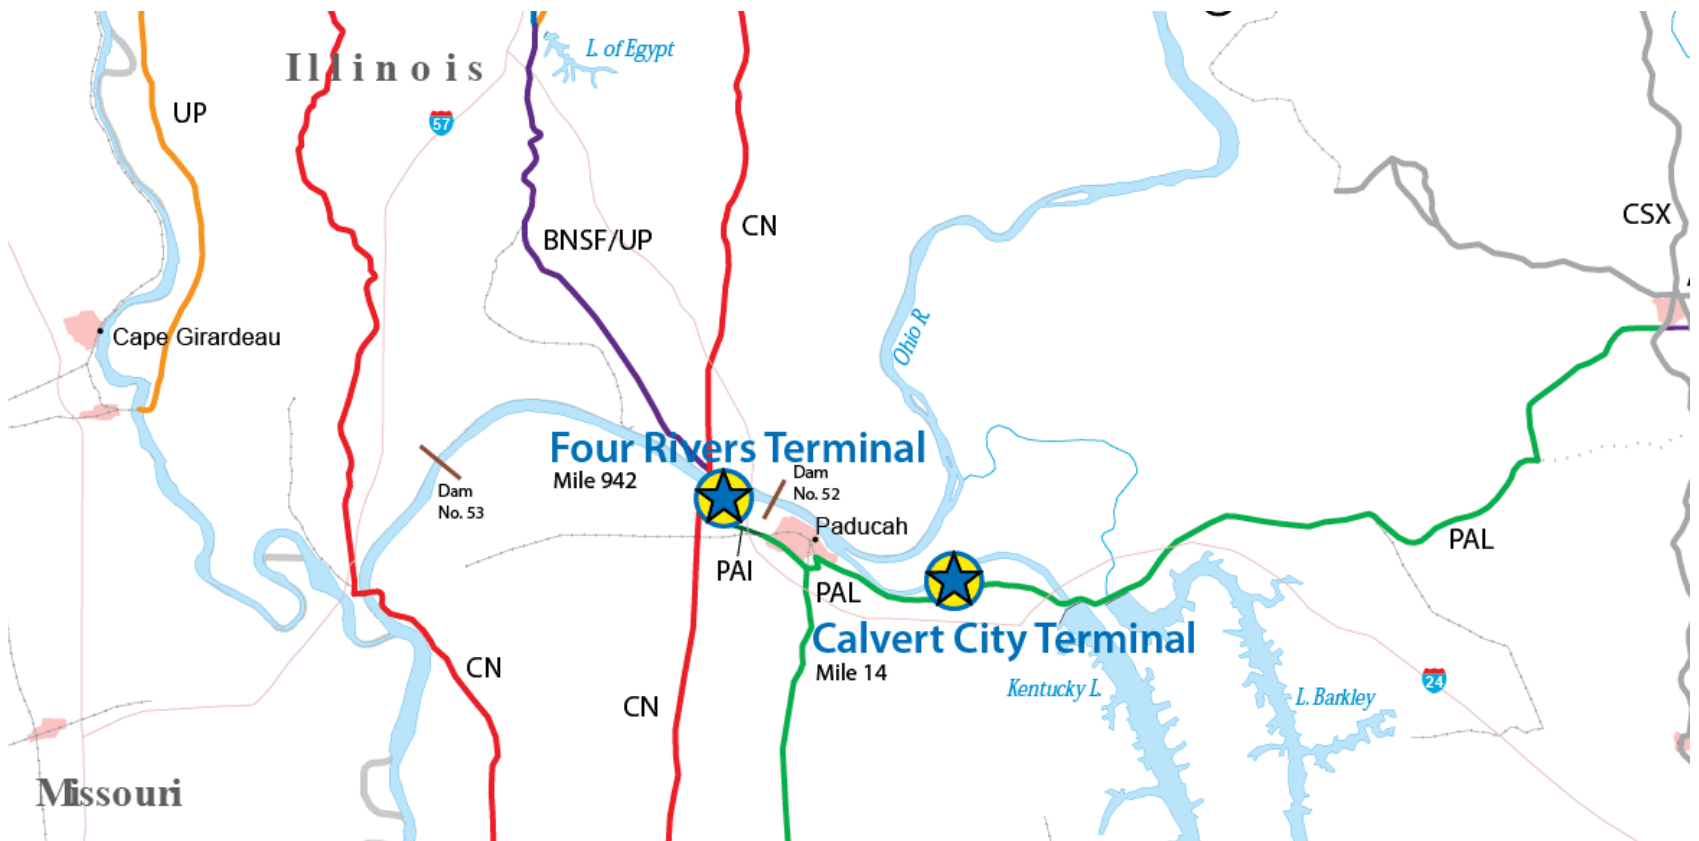 Illinois
L. of Egypt
UP
57
CSX
CN
BNSF/UP
Ohio R.
Cape Girardeau
Four Rivers Terminal
Mile 942
Dam
No. 52
Dam
No. 53
Paducah
PAL
PAI
PAL
Calvert City Terminal
Mile 14
CN
Kentucky L.
24
L. Barkley
CN
Missouri